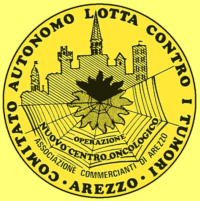 COMITATO AUTONOMO LOTTA CONTRO I TUMORI
· AREZZO ·
OPERAZIONE
NUOVO CENTRO ONCOLOGICO
ASSOCIAZIONE COMMERCIANTI DI AREZZO